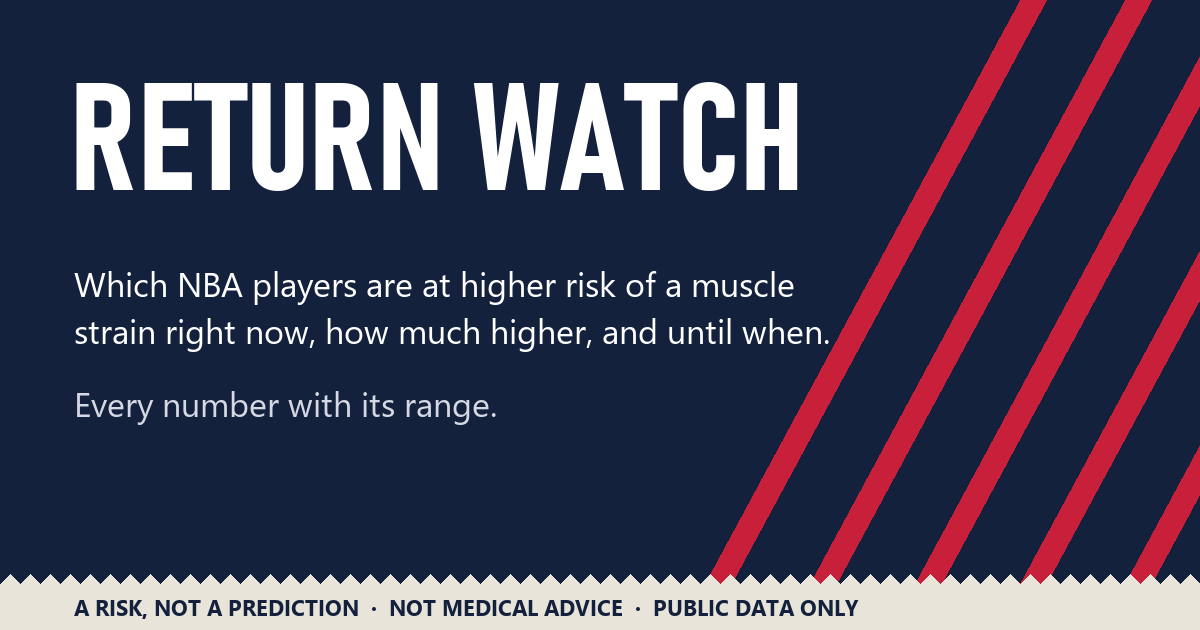 RETURN WATCH
Which NBA players are at higher risk of a muscle
strain right now, how much higher, and until when.
Every number with its range.
A RISK, NOT A PREDICTION · NOT MEDICAL ADVICE · PUBLIC DATA ONLY